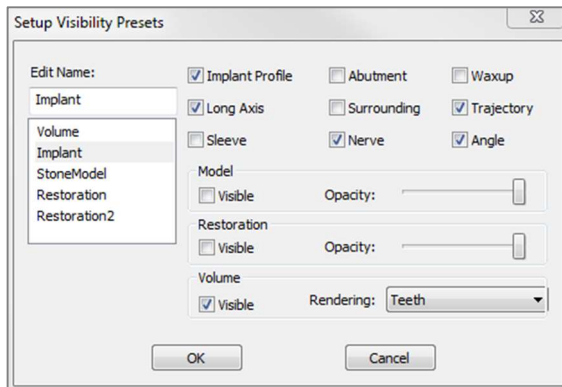 Setup Visibility Presets
Edit Name:
Implant
Volume
Implant
StoneModel
Restoration
Restoration2
Implant Profile Abutment Waxup
Long Axis Surrounding Trajectory
Sleeve Nerve Angle
Model
Visible Opacity:
Restoration
Visible Opacity:
Volume
Visible Rendering: Teeth
OK Cancel